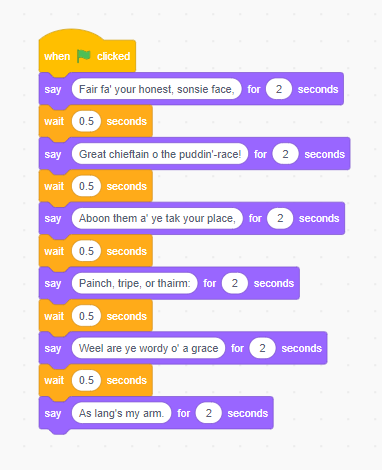 when clicked
say Fair fa' your honest, sonsie face, for 2 seconds
wait 0.5 seconds
say Great chieftain o the puddin'-race! for 2 seconds
wait 0.5 seconds
say Aboon them a' ye tak your place, for 2 seconds
wait 0.5 seconds
say Painch, tripe, or thairm: for 2 seconds
wait 0.5 seconds
say Weel are ye wordy o' a grace for 2 seconds
wait 0.5 seconds
say As lang's my arm. for 2 seconds